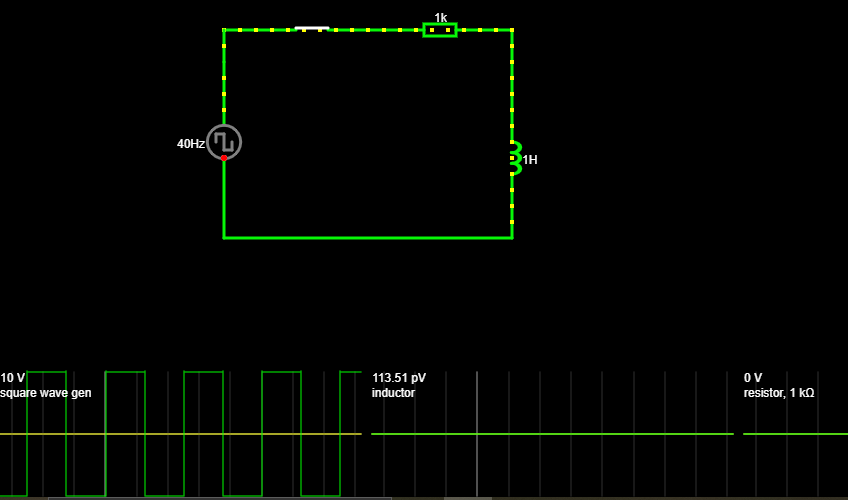 1k
40Hz
1H
10 V
square wave gen
113.51 pV
inductor
0 V
resistor, 1 kΩ